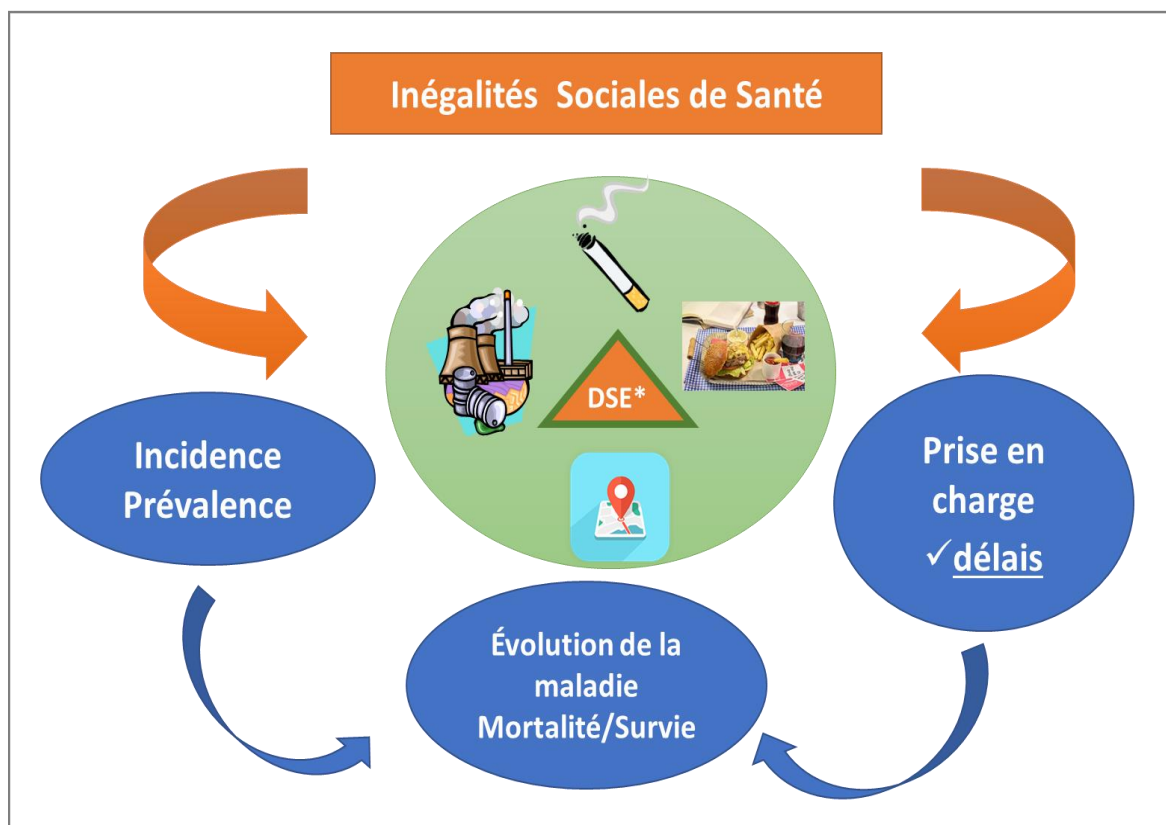 Inégalités Sociales de Santé
DSE*
Incidence
Prévalence
Prise en
charge
✓délais
Évolution de la
maladie
Mortalité/Survie